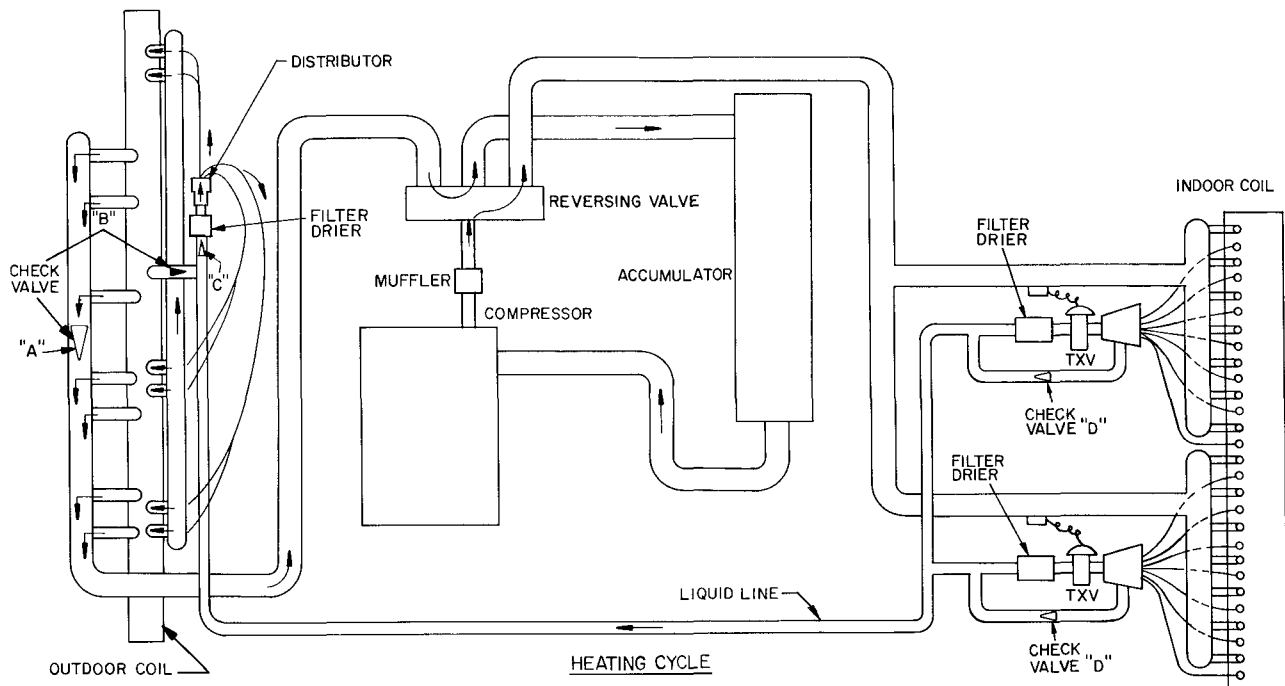 DISTRIBUTOR
INDOOR COIL
REVERSING VALVE
FILTER
DRIER
"B"
CHECK
VALVE
"A"
"C"
MUFFLER
COMPRESSOR
ACCUMULATOR
FILTER
DRIER
TXV
CHECK
VALVE "D"
FILTER
DRIER
TXV
LIQUID LINE
CHECK
VALVE "D"
OUTDOOR COIL
HEATING CYCLE